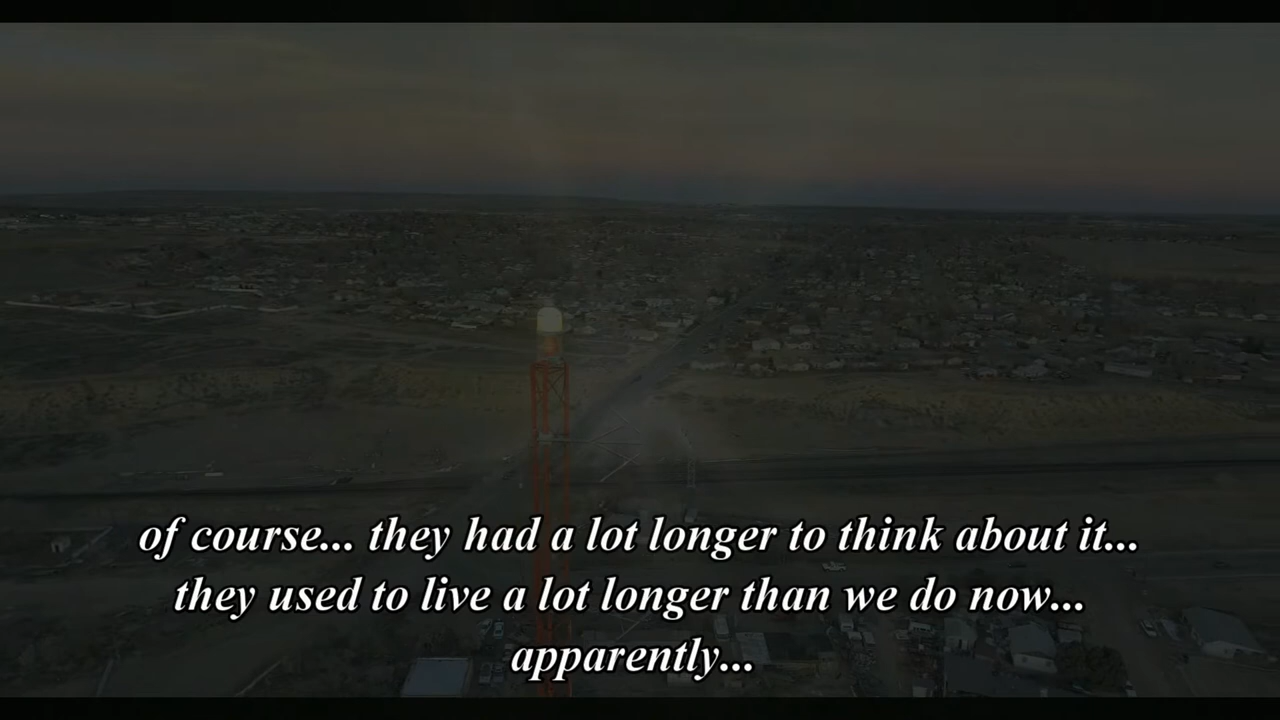 of course... they had a lot longer to think about it...
they used to live a lot longer than we do now...
apparently...